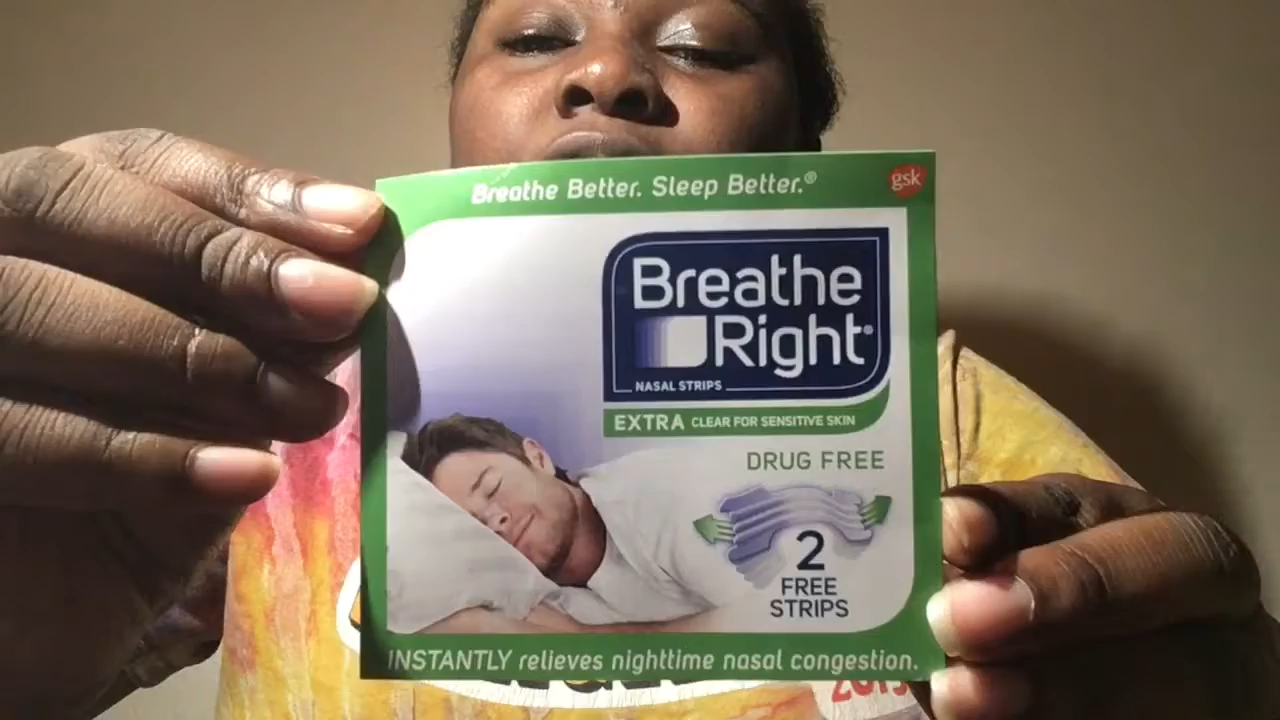 Breathe Better. Sleep Better.®
gsk
Breathe
Right®
NASAL STRIPS
EXTRA CLEAR FOR SENSITIVE SKIN
DRUG FREE
2
FREE
STRIPS
INSTANTLY relieves nighttime nasal congestion.